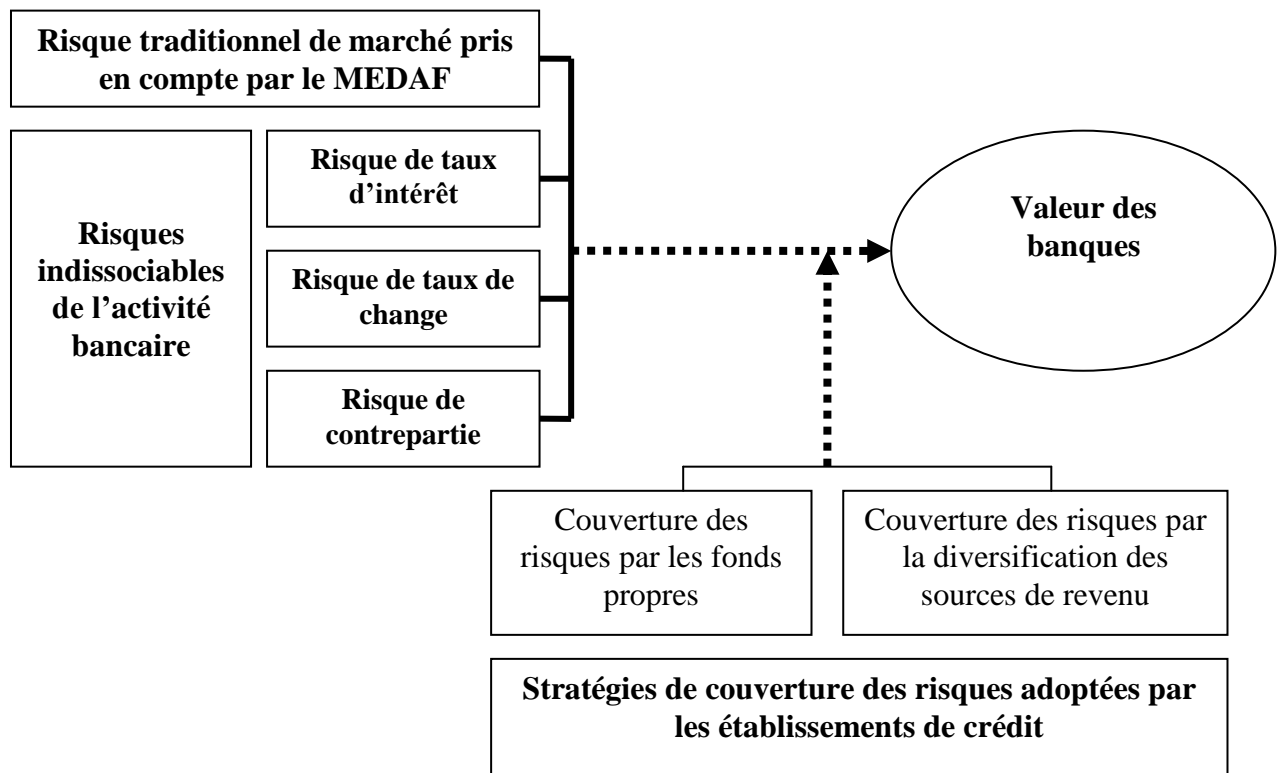 Risque traditionnel de marché pris
en compte par le MEDAF
Risques
indissociables
de l’activité
bancaire
Risque de taux
d’intérêt
Risque de taux de
change
Risque de
contrepartie
Valeur des
banques
Couverture des
risques par les fonds
propres
Couverture des risques par
la diversification des
sources de revenu
Stratégies de couverture des risques adoptées par
les établissements de crédit